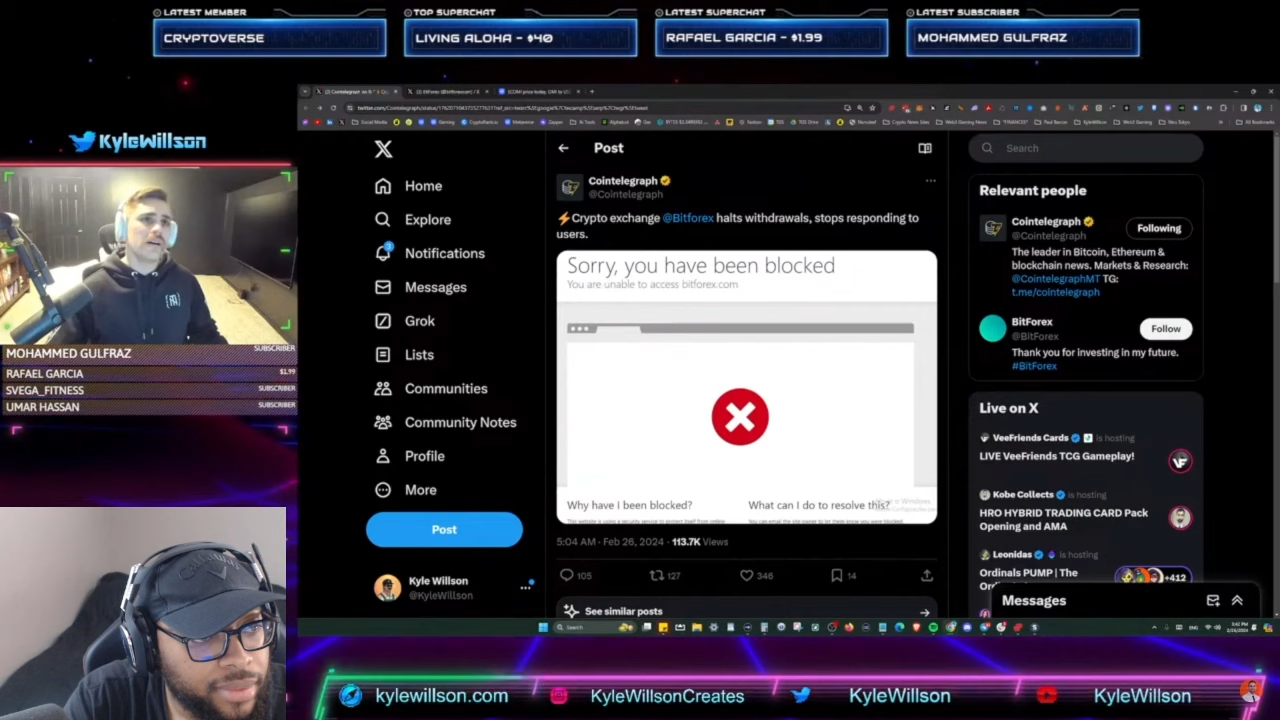 LATEST MEMBER
CRYPTOVERSE
TOP SUPERCHAT
LIVING ALOHA - $40
LATEST SUPERCHAT
RAFAEL GARCIA - $1.99
LATEST SUBSCRIBER
MOHAMMED GULFRAZ
KyleWillson
MOHAMMED GULFRAZ SUBSCRIBER
RAFAEL GARCIA $1.99
SVEGA_FITNESS SUBSCRIBER
UMAR HASSAN SUBSCRIBER
Home
Explore
Notifications
Messages
Grok
Lists
Communities
Community Notes
Profile
More
Post
Kyle Willson
@KyleWillson
Post
Cointelegraph
@Cointelegraph
⚡Crypto exchange @Bitforex halts withdrawals, stops responding to
users.
Sorry, you have been blocked
You are unable to access bitforex.com
Why have I been blocked?
What can I do to resolve this?
5:04 AM · Feb 26, 2024 · 113.7K Views
105 127 346 14
See similar posts
Search
Relevant people
Cointelegraph
@Cointelegraph
Following
The leader in Bitcoin, Ethereum &
blockchain news. Markets & Research:
@CointelegraphMT TG:
t.me/cointelegraph
BitForex
@BitForex
Follow
Thank you for investing in my future.
#BitForex
Live on X
VeeFriends Cards is hosting
LIVE VeeFriends TCG Gameplay!
Kobe Collects is hosting
HRO HYBRID TRADING CARD Pack
Opening and AMA
Leonidas is hosting
Ordinals PUMP | The
+412
Messages
Search
kylewillson.com
KyleWillsonCreates
KyleWillson
KyleWillson